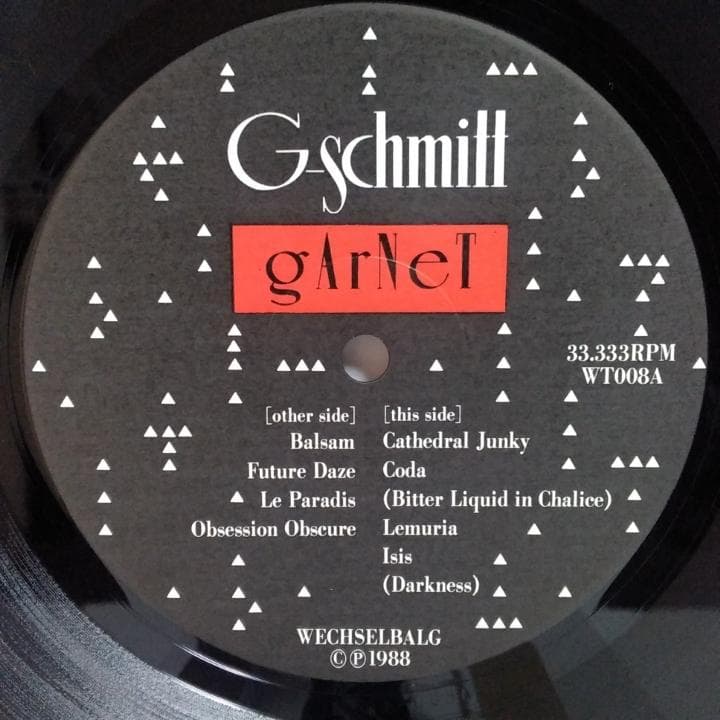 G-schmitt
gArNeT
33.333RPM
WT008A
[other side]
Balsam
Future Daze
Le Paradis
Obsession Obscure
[this side]
Cathedral Junky
Coda
(Bitter Liquid in Chalice)
Lemuria
Isis
(Darkness)
WECHSELBALG
©Ⓟ1988